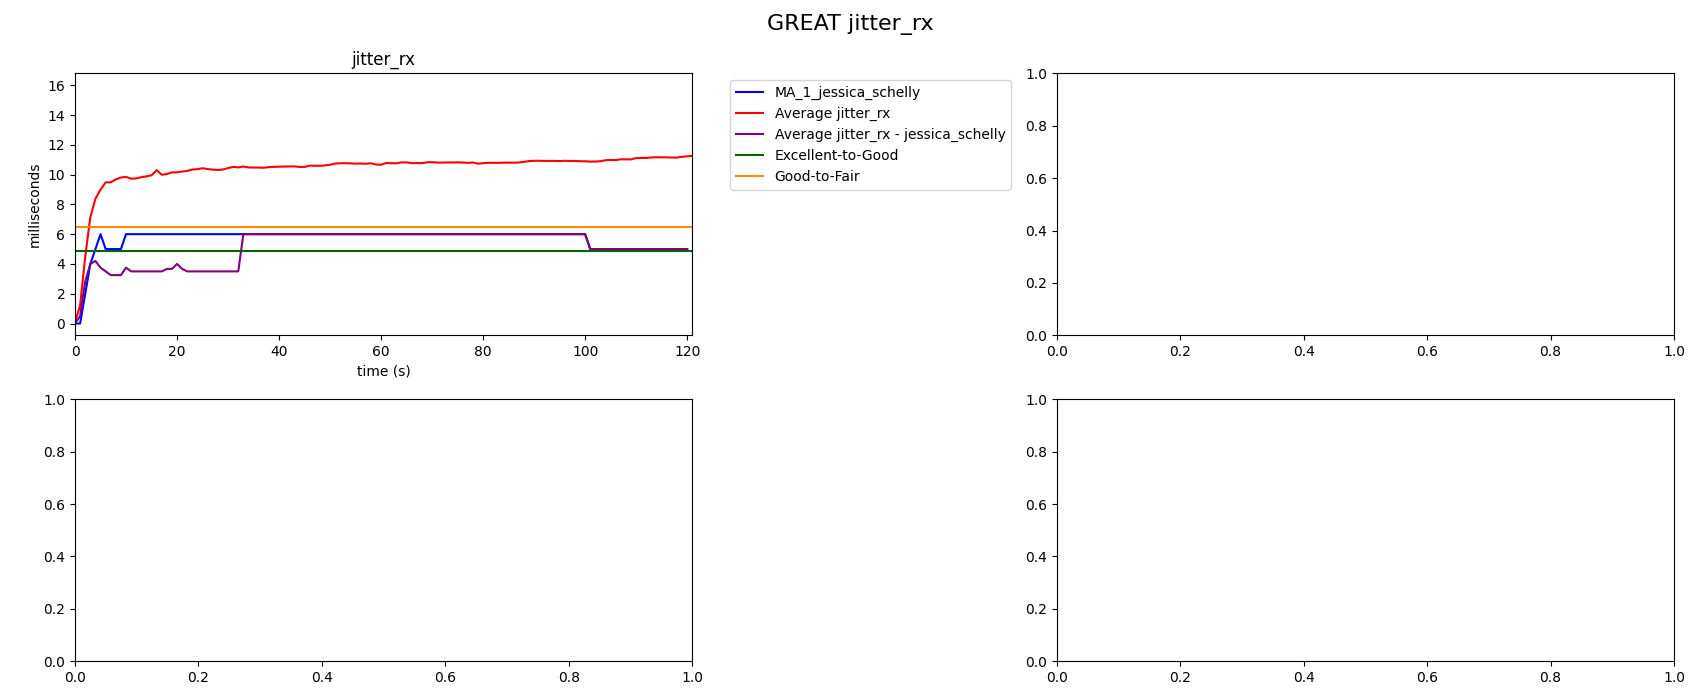 GREAT jitter_rx
jitter_rx
milliseconds
16
14
12
10
8
6
4
2
0
0 20 40 60 80 100 120
time (s)
MA_1_jessica_schelly
Average jitter_rx
Average jitter_rx - jessica_schelly
Excellent-to-Good
Good-to-Fair
1.0
0.8
0.6
0.4
0.2
0.0
0.0 0.2 0.4 0.6 0.8 1.0
1.0
0.8
0.6
0.4
0.2
0.0
0.0 0.2 0.4 0.6 0.8 1.0
1.0
0.8
0.6
0.4
0.2
0.0
0.0 0.2 0.4 0.6 0.8 1.0